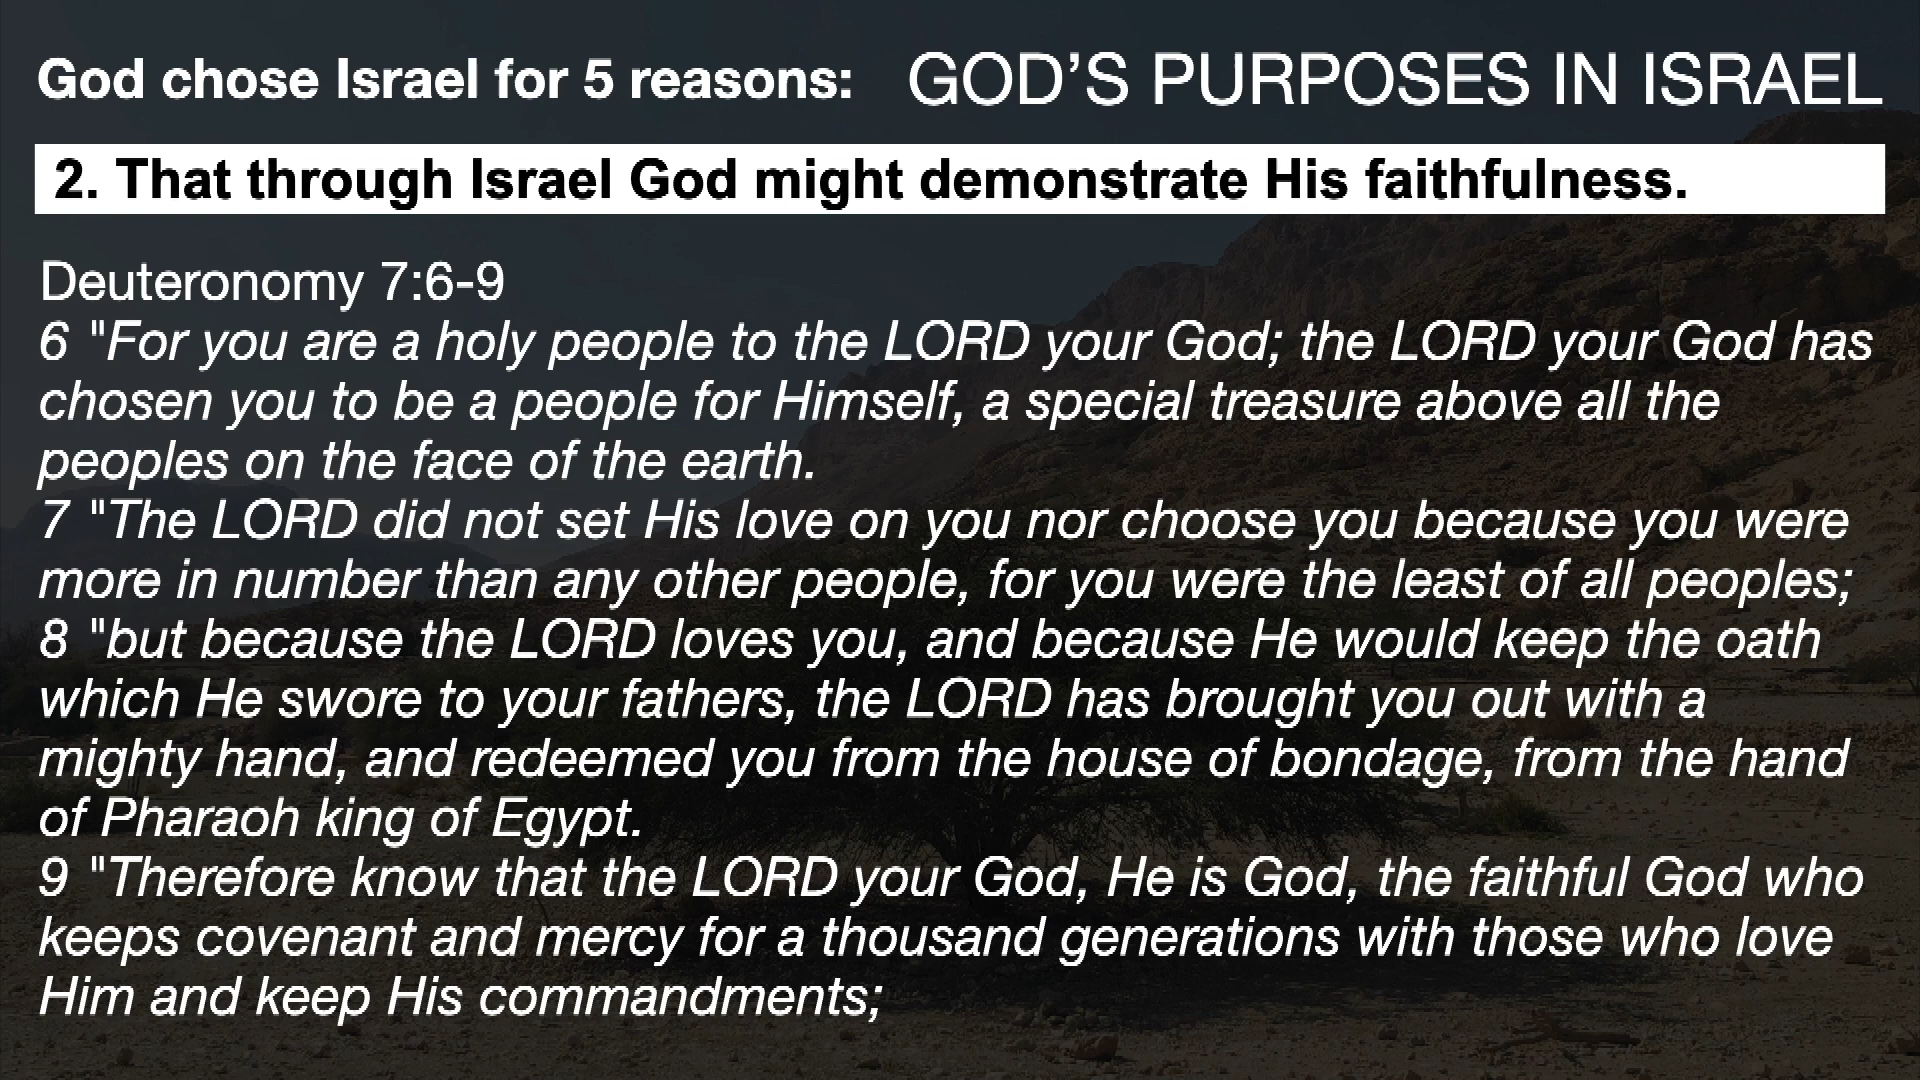 God chose Israel for 5 reasons: GOD’S PURPOSES IN ISRAEL
2. That through Israel God might demonstrate His faithfulness.
Deuteronomy 7:6-9
6 "For you are a holy people to the LORD your God; the LORD your God has
chosen you to be a people for Himself, a special treasure above all the
peoples on the face of the earth.
7 "The LORD did not set His love on you nor choose you because you were
more in number than any other people, for you were the least of all peoples;
8 "but because the LORD loves you, and because He would keep the oath
which He swore to your fathers, the LORD has brought you out with a
mighty hand, and redeemed you from the house of bondage, from the hand
of Pharaoh king of Egypt.
9 "Therefore know that the LORD your God, He is God, the faithful God who
keeps covenant and mercy for a thousand generations with those who love
Him and keep His commandments;